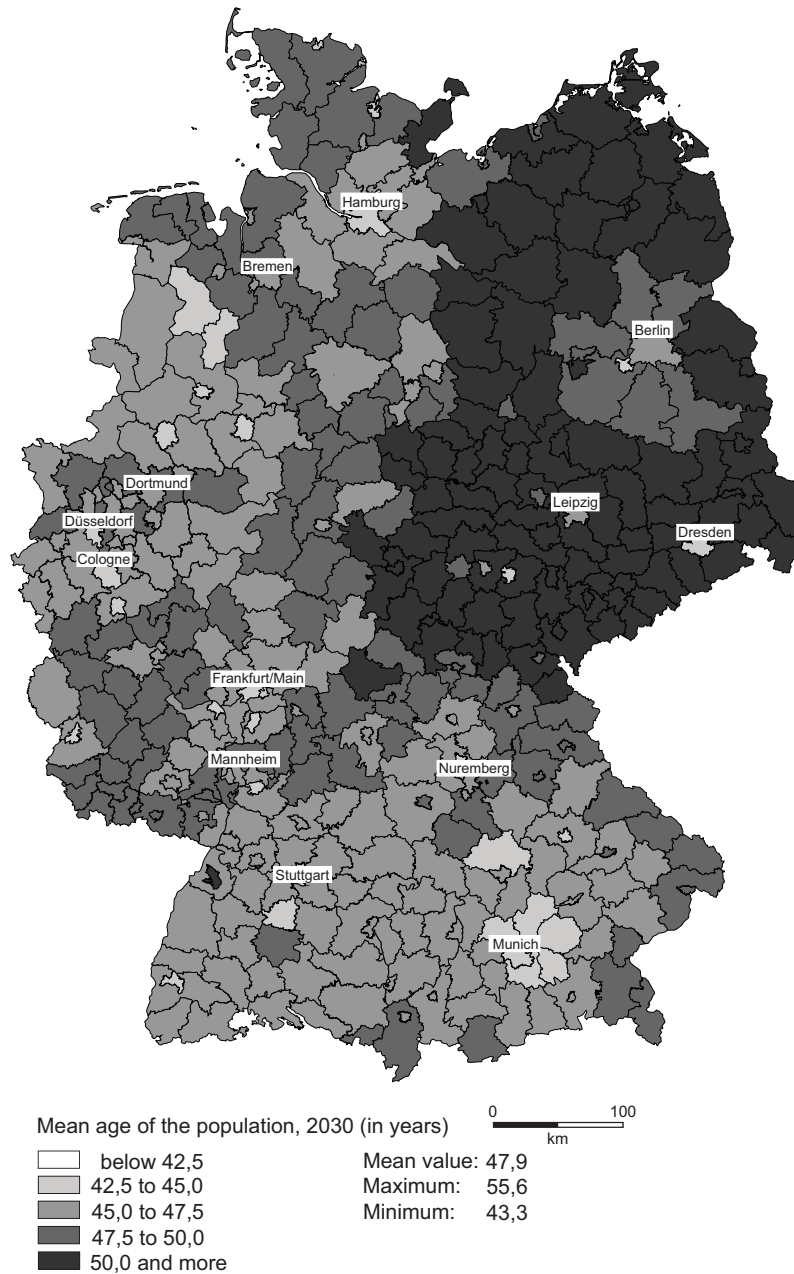 Hamburg
Bremen
Berlin
Dortmund
Leipzig
Düsseldorf
Dresden
Cologne
Frankfurt/Main
Mannheim
Nuremberg
Stuttgart
Munich
0 100
km
Mean age of the population, 2030 (in years)
below 42,5
42,5 to 45,0
45,0 to 47,5
47,5 to 50,0
50,0 and more
Mean value: 47,9
Maximum: 55,6
Minimum: 43,3